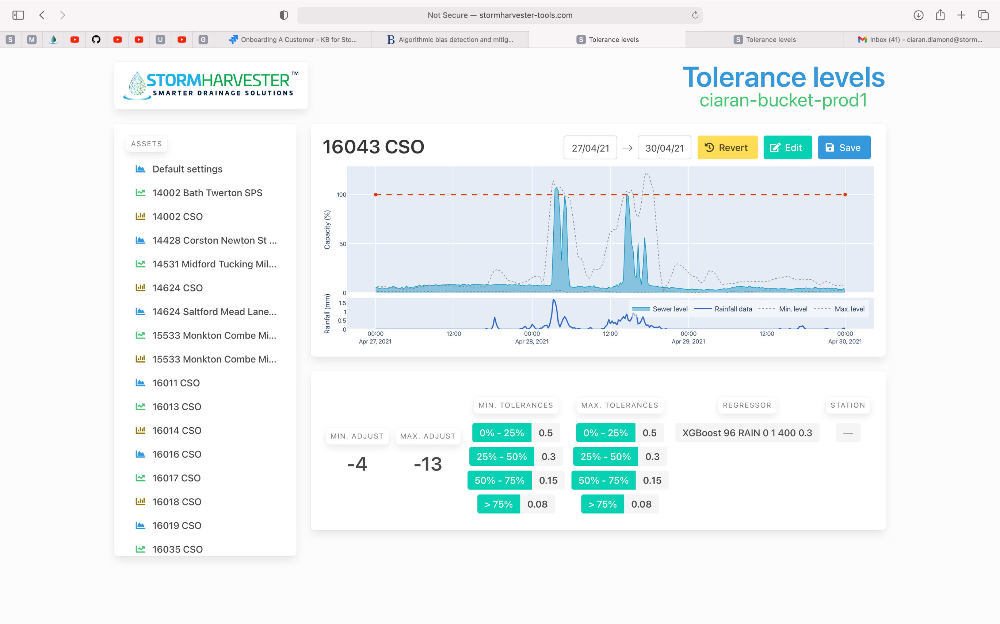 Not Secure — stormharvester-tools.com
S
M
U
G
Onboarding A Customer - KB for Sto...
B Algorithmic bias detection and mitig...
S Tolerance levels
S Tolerance levels
Inbox (41) - ciaran.diamond@storm...
STORMHARVESTER™
SMARTER DRAINAGE SOLUTIONS
Tolerance levels
ciaran-bucket-prod1
ASSETS
Default settings
14002 Bath Twerton SPS
14002 CSO
14428 Corston Newton St ...
14531 Midford Tucking Mil...
14624 CSO
14624 Saltford Mead Lane...
15533 Monkton Combe Mi...
15533 Monkton Combe Mi...
16011 CSO
16013 CSO
16014 CSO
16016 CSO
16017 CSO
16018 CSO
16019 CSO
16035 CSO
16043 CSO
27/04/21 → 30/04/21
Revert
Edit
Save
Capacity (%)
100
50
0
Rainfall (mm)
1.5
1
0.5
0
Sewer level
Rainfall data
Min. level
Max. level
00:00 12:00 00:00 12:00 00:00 12:00 00:00
Apr 27, 2021 Apr 28, 2021 Apr 29, 2021 Apr 30, 2021
MIN. ADJUST
-4
MAX. ADJUST
-13
MIN. TOLERANCES
0% - 25% 0.5
25% - 50% 0.3
50% - 75% 0.15
> 75% 0.08
MAX. TOLERANCES
0% - 25% 0.5
25% - 50% 0.3
50% - 75% 0.15
> 75% 0.08
REGRESSOR
XGBoost 96 RAIN 0 1 400 0.3
STATION
—